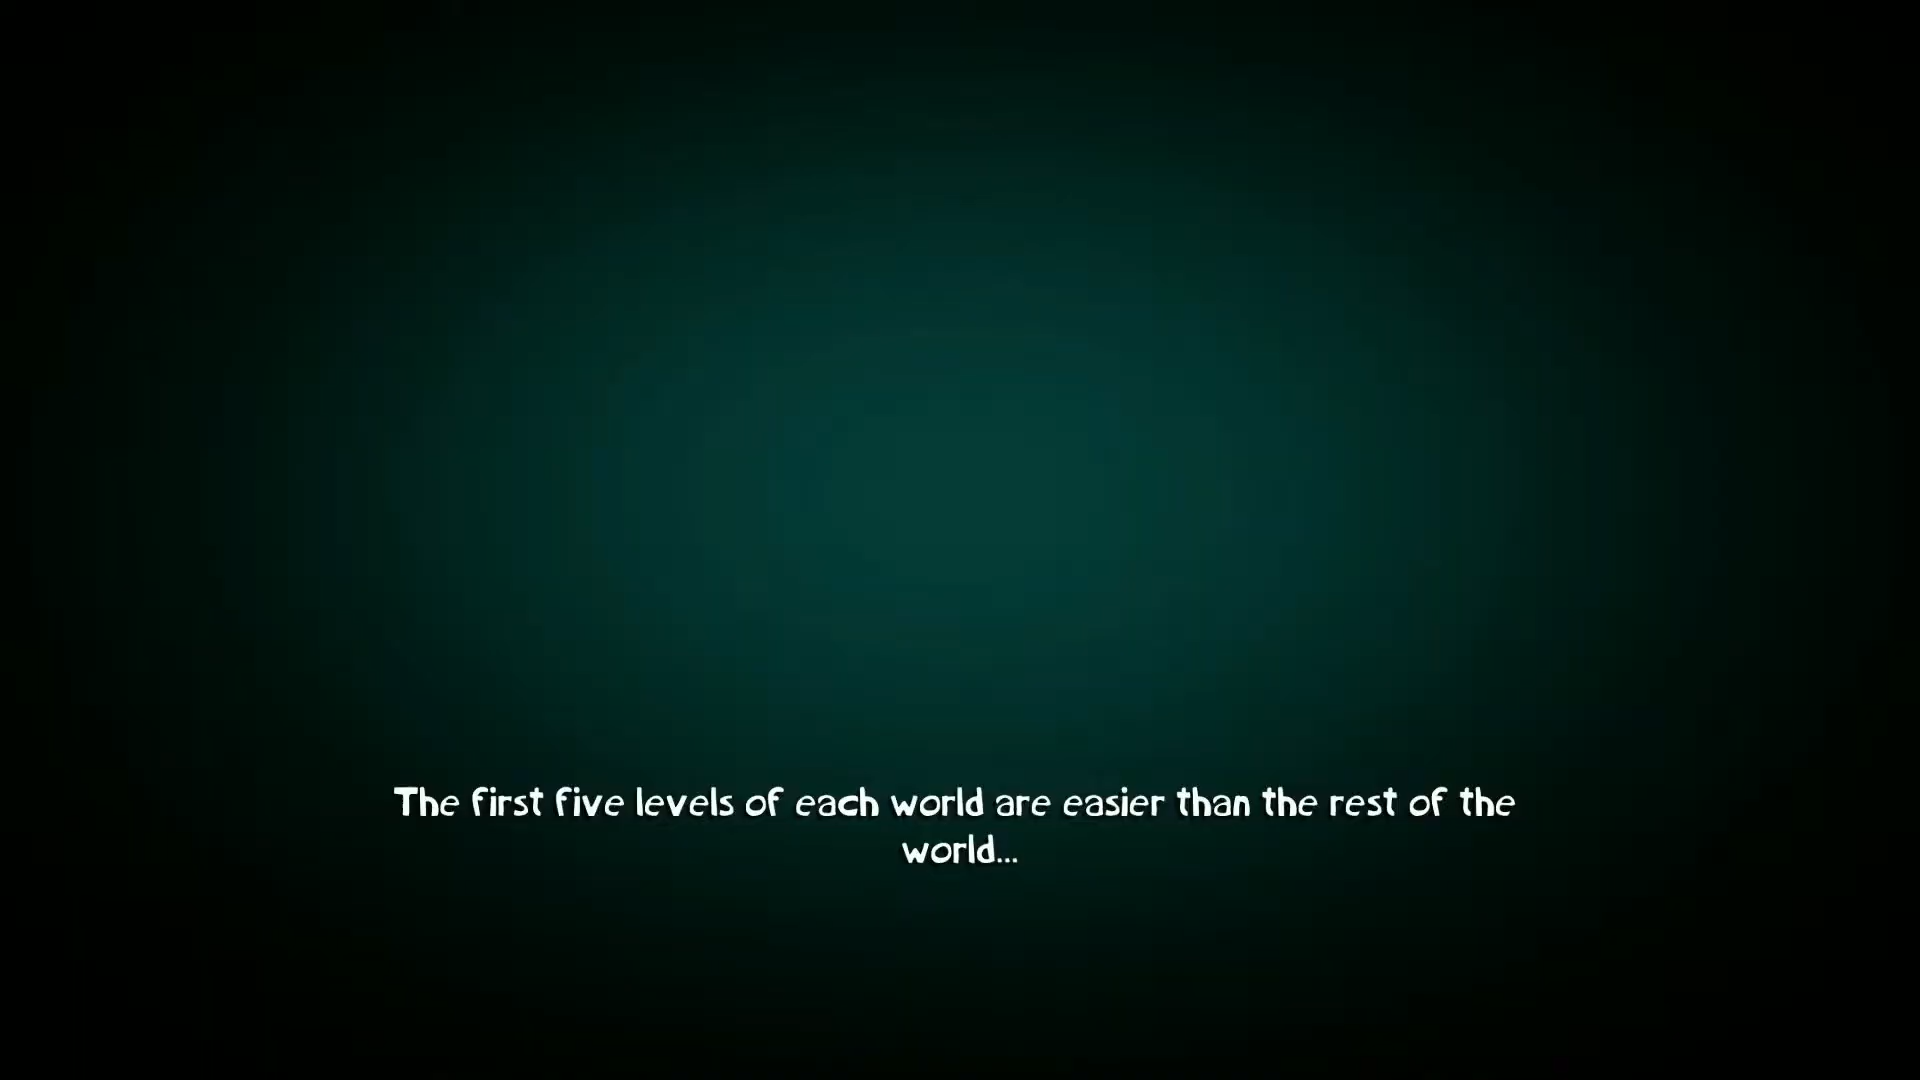 The first five levels of each world are easier than the rest of the
world...